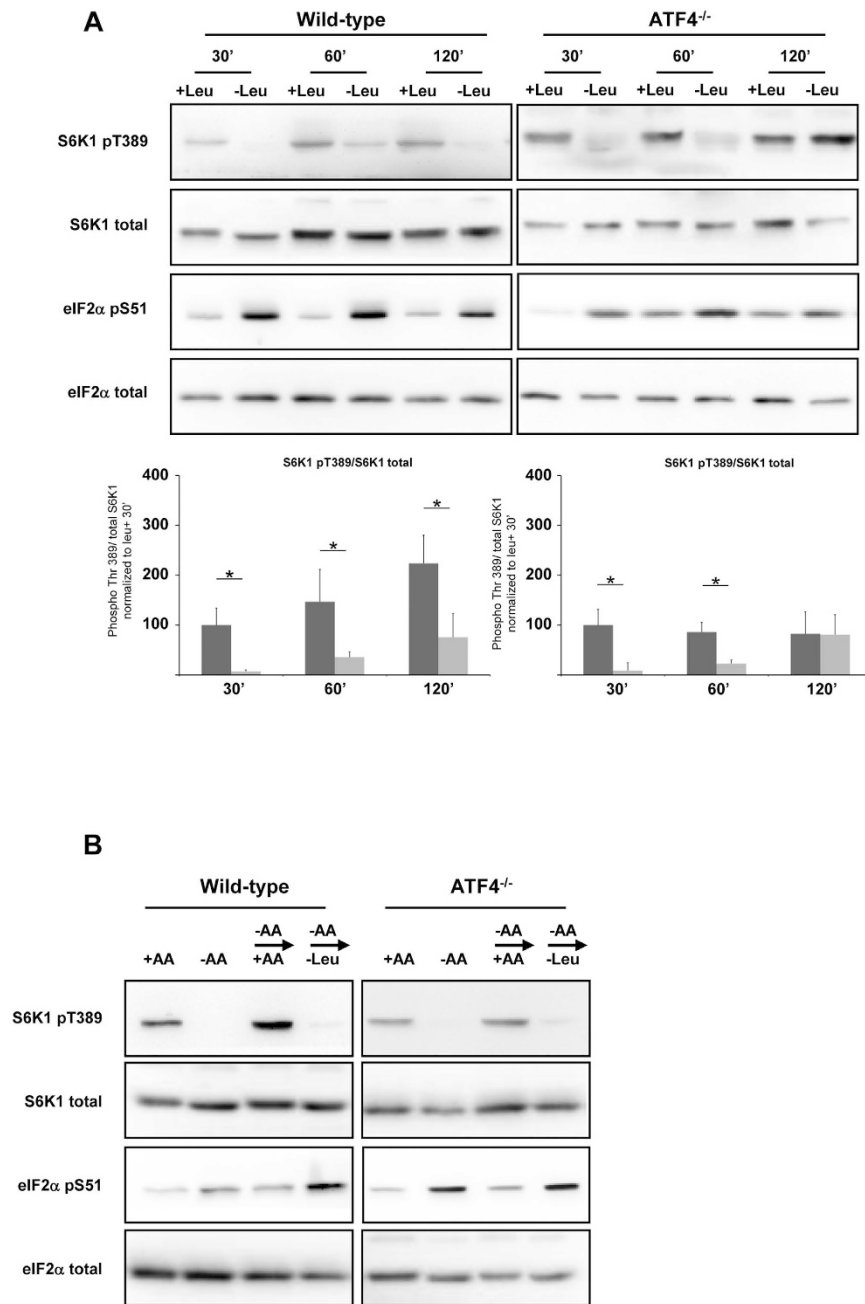 A
Wild-type ATF4-/-
30' 60' 120' 30' 60' 120'
+Leu -Leu +Leu -Leu +Leu -Leu +Leu -Leu +Leu -Leu +Leu -Leu
S6K1 pT389
S6K1 total
eIF2α pS51
eIF2α total
S6K1 pT389/S6K1 total
Phospho Thr 389/ total S6K1
normalized to leu+ 30'
400
300
200
100
* * *
30' 60' 120'
S6K1 pT389/S6K1 total
Phospho Thr 389/ total S6K1
normalized to leu+ 30'
400
300
200
100
* *
30' 60' 120'
B
Wild-type ATF4-/-
-AA -AA -AA -AA
+AA -AA +AA -Leu +AA -AA +AA -Leu
S6K1 pT389
S6K1 total
eIF2α pS51
eIF2α total